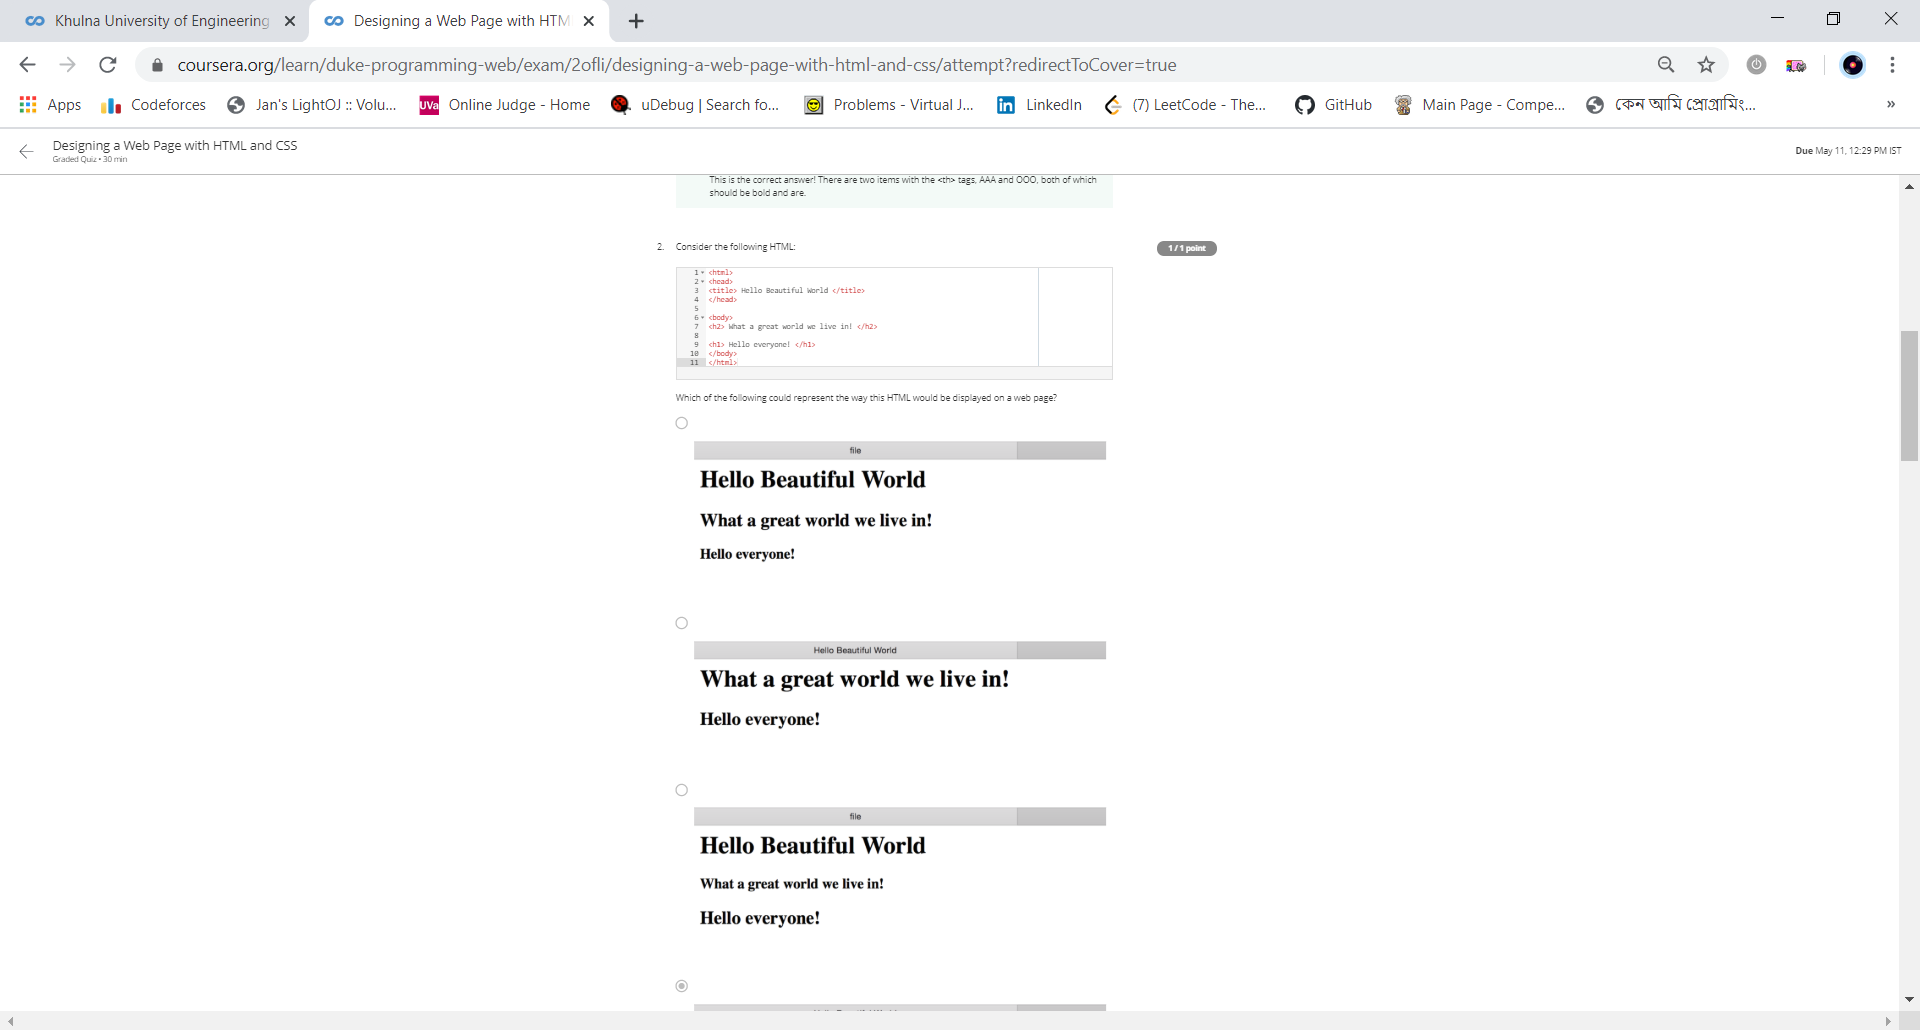 Khulna University of Engineering
Designing a Web Page with HTM
coursera.org/learn/duke-programming-web/exam/2ofli/designing-a-web-page-with-html-and-css/attempt?redirectToCover=true
Apps Codeforces Jan's LightOJ :: Volu... UVa Online Judge - Home uDebug | Search fo... Problems - Virtual J... in LinkedIn (7) LeetCode - The... GitHub Main Page - Compe... কেন আমি প্রোগ্রামিং... »
Designing a Web Page with HTML and CSS
Graded Quiz • 30 min
Due May 11, 12:29 PM IST
This is the correct answer! There are two items with the <th> tags, AAA and OOO, both of which
should be bold and are.
2. Consider the following HTML:
1 / 1 point
1 <html>
2 <head>
3 <title> Hello Beautiful World </title>
4 </head>
5
6 <body>
7 <h2> What a great world we live in! </h2>
8
9 <h1> Hello everyone! </h1>
10 </body>
11 </html>
Which of the following could represent the way this HTML would be displayed on a web page?
file
Hello Beautiful World
What a great world we live in!
Hello everyone!
Hello Beautiful World
What a great world we live in!
Hello everyone!
file
Hello Beautiful World
What a great world we live in!
Hello everyone!